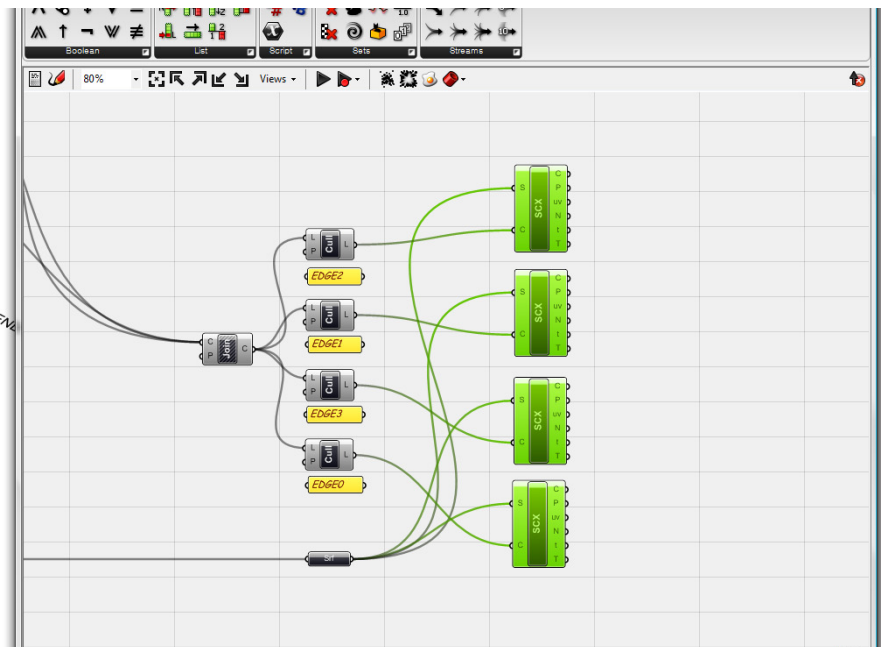 Boolean
List
Script
Sets
Streams
80%
Views
C
P
S
SCX
uv
N
C
t
T
L
Cull
L
P
EDGE2
C
P
S
SCX
uv
N
C
t
T
L
Cull
L
P
EDGE1
C
Join
C
P
C
P
S
SCX
uv
N
C
t
T
L
Cull
L
P
EDGE3
C
P
S
SCX
uv
N
C
t
T
L
Cull
L
P
EDGE0
Srf